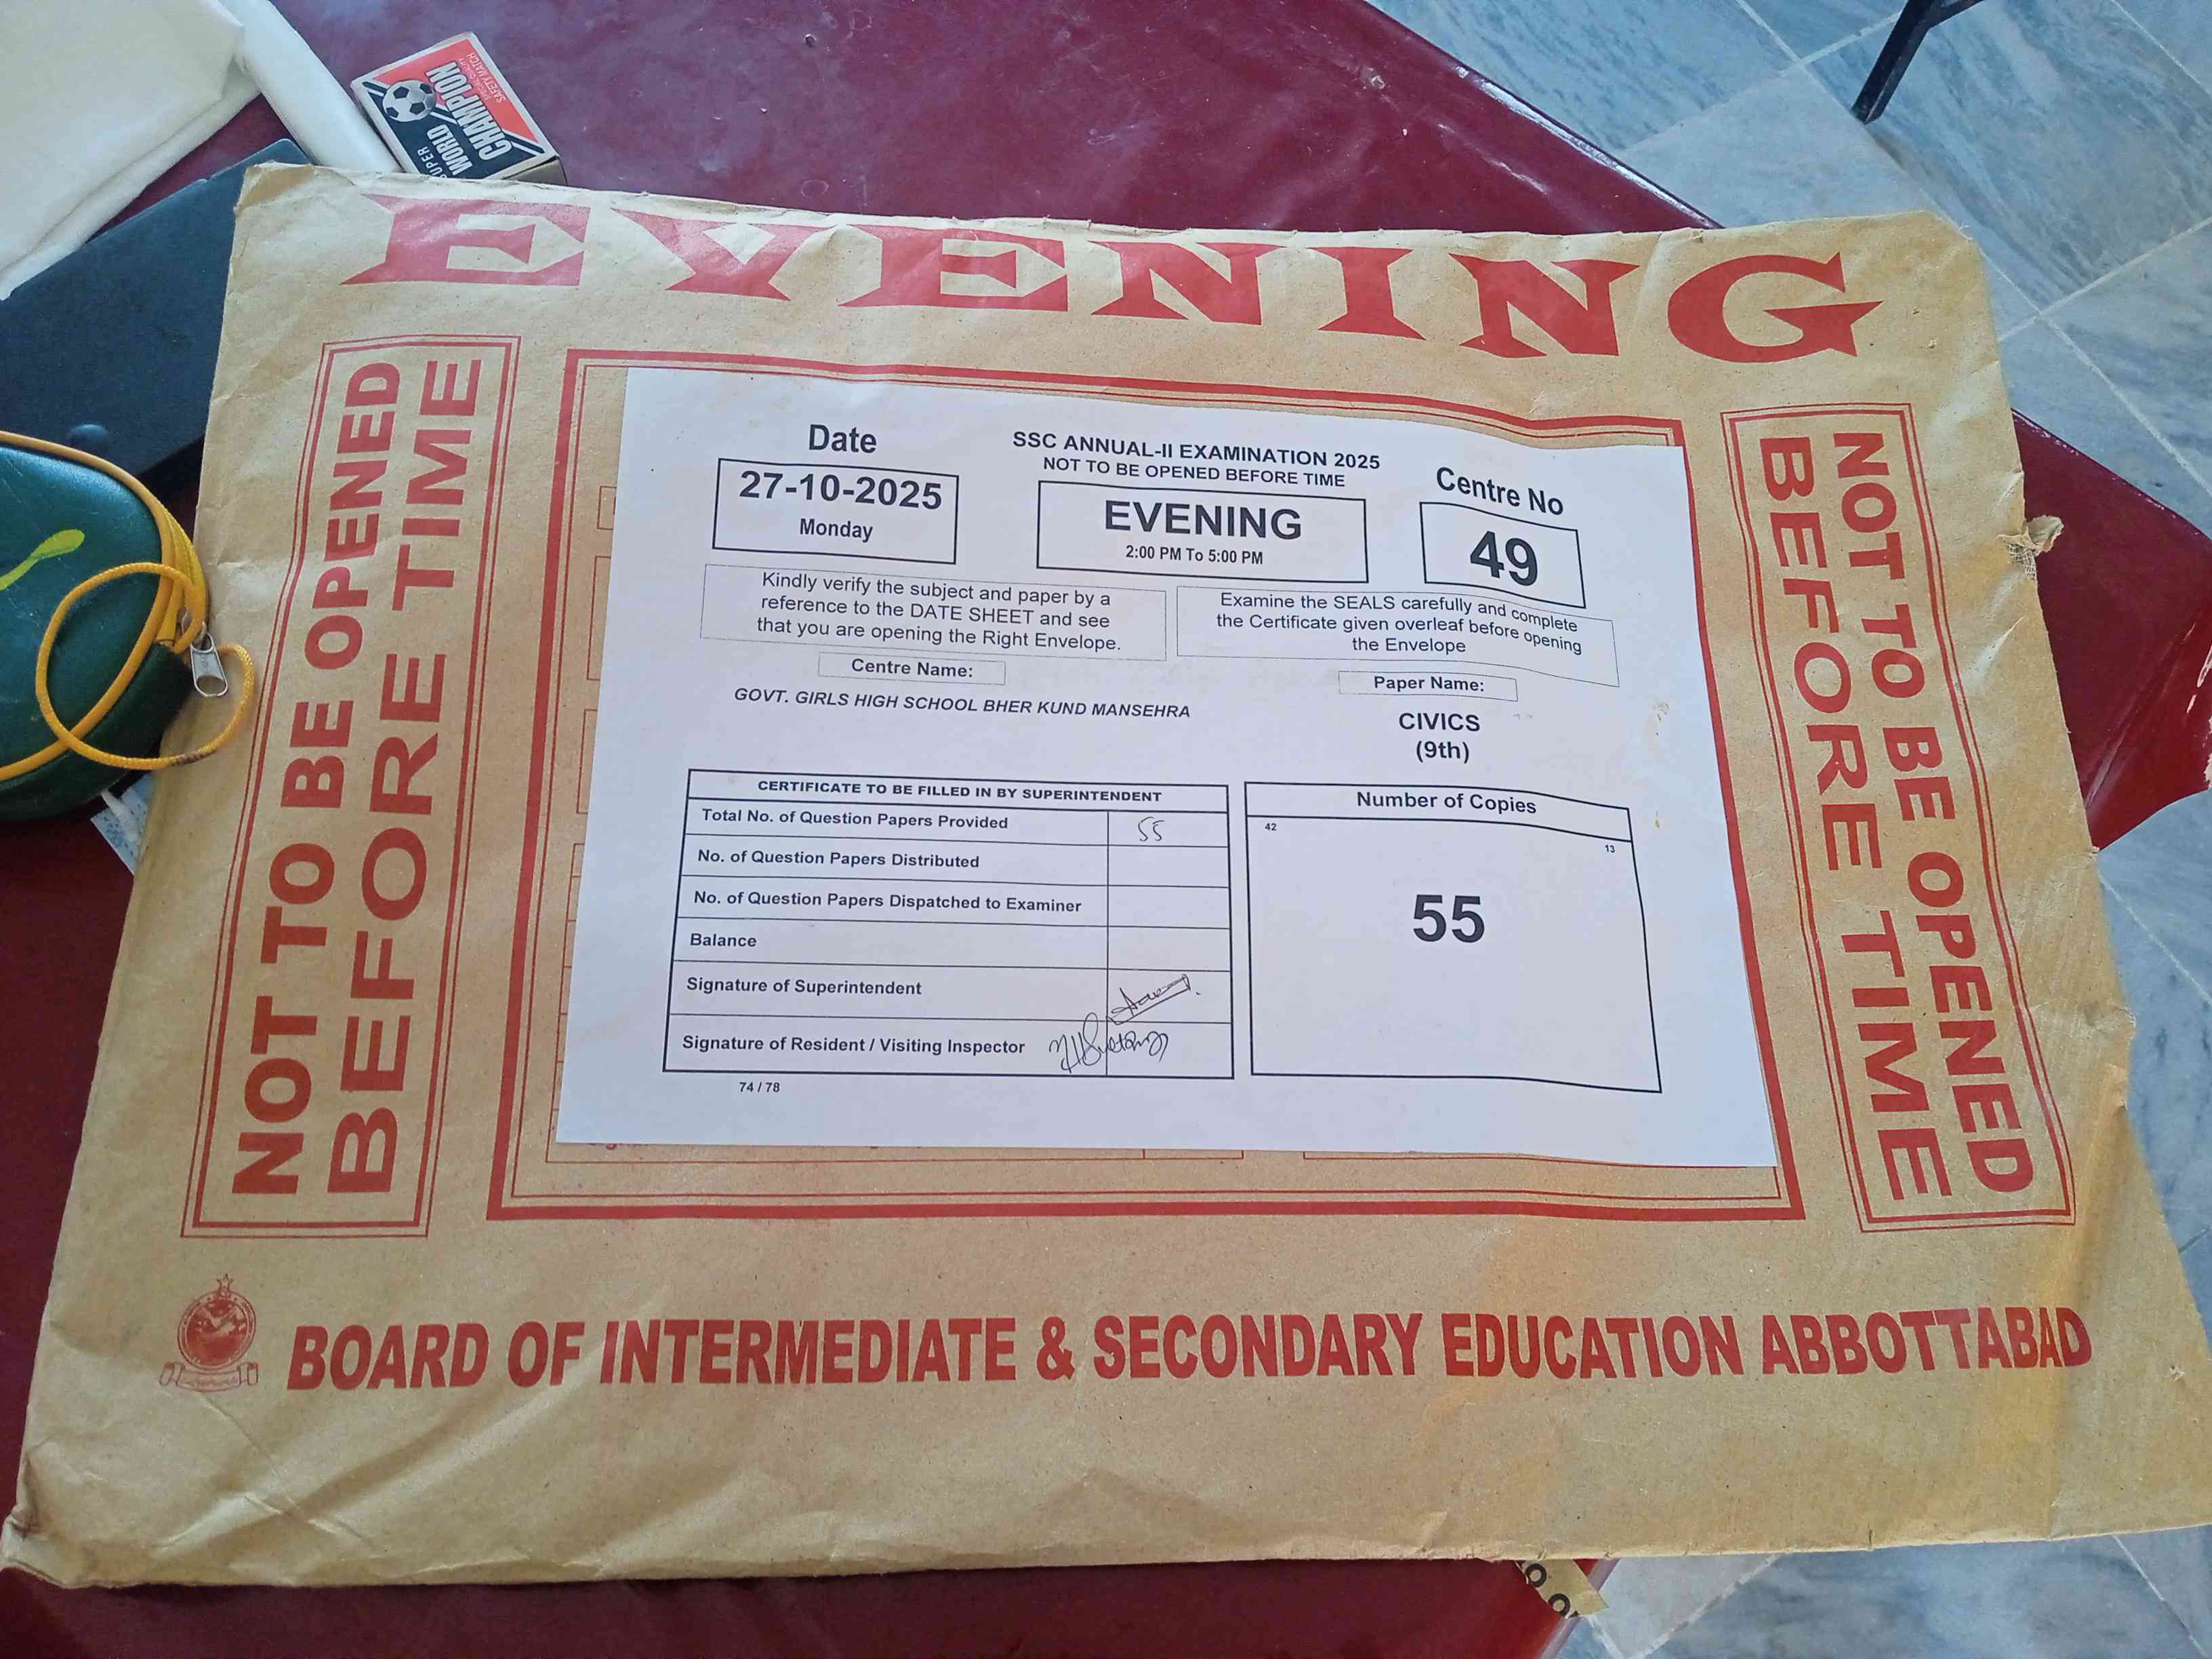 SUPER
WORLD
CHAMPION
SAFETY MATCH
EVENING
NOT TO BE OPENED
BEFORE TIME
NOT TO BE OPENED
BEFORE TIME
Date
27-10-2025
Monday
SSC ANNUAL-II EXAMINATION 2025
NOT TO BE OPENED BEFORE TIME
EVENING
2:00 PM To 5:00 PM
Centre No
49
Kindly verify the subject and paper by a
reference to the DATE SHEET and see
that you are opening the Right Envelope.
Examine the SEALS carefully and complete
the Certificate given overleaf before opening
the Envelope
Centre Name:
GOVT. GIRLS HIGH SCHOOL BHER KUND MANSEHRA
Paper Name:
CIVICS
(9th)
CERTIFICATE TO BE FILLED IN BY SUPERINTENDENT
Total No. of Question Papers Provided 55
No. of Question Papers Distributed
No. of Question Papers Dispatched to Examiner
Balance
Signature of Superintendent
Signature of Resident / Visiting Inspector
74 / 78
Number of Copies
42
13
55
BOARD OF INTERMEDIATE & SECONDARY EDUCATION ABBOTTABAD